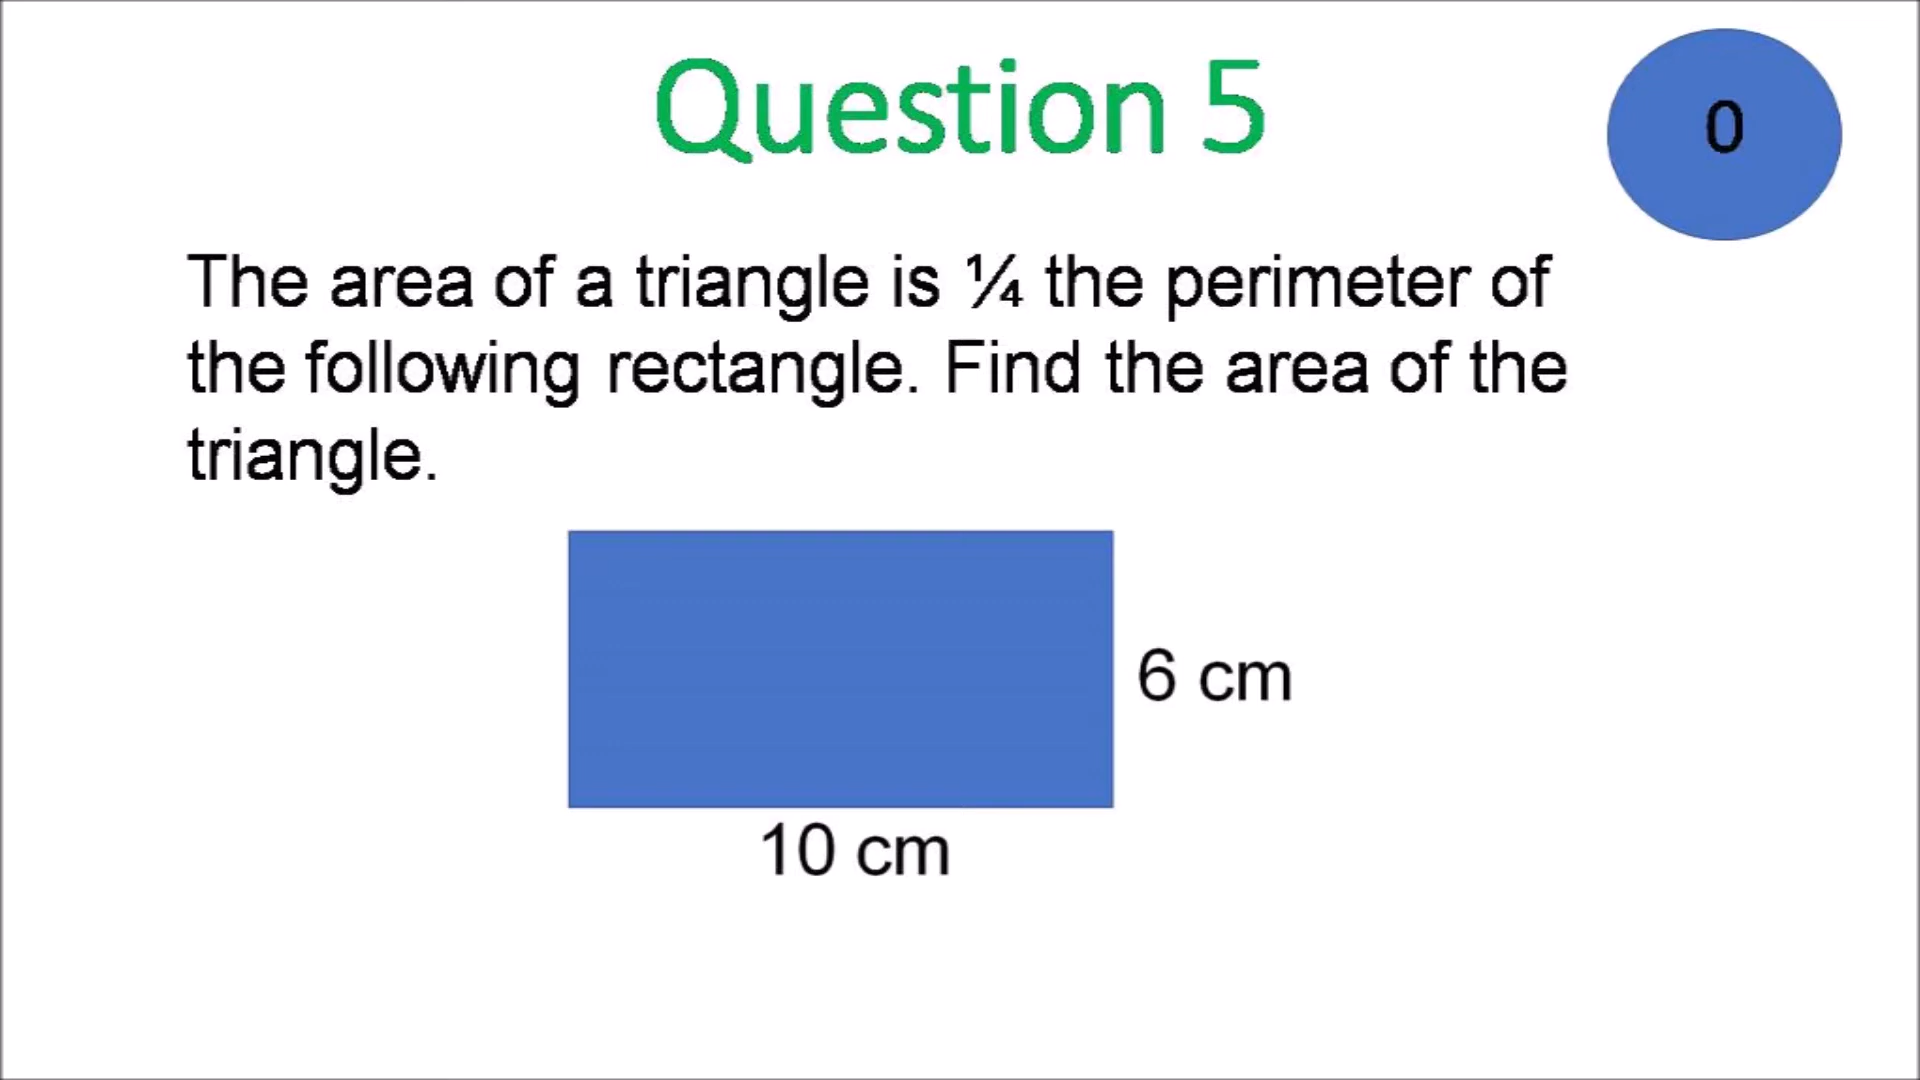 Question 5
0
The area of a triangle is ¼ the perimeter of
the following rectangle. Find the area of the
triangle.
6 cm
10 cm